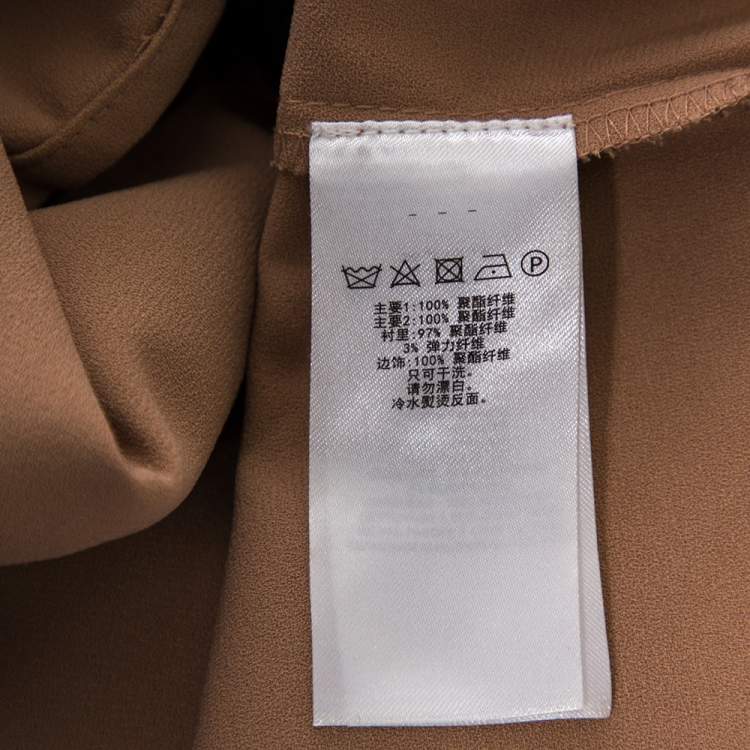 - - -
P
主要1:100% 聚酯纤维
主要2:100% 聚酯纤维
衬里:97% 聚酯纤维
3% 弹力纤维
边饰:100% 聚酯纤维
只可干洗。
请勿漂白。
冷水熨烫反面。